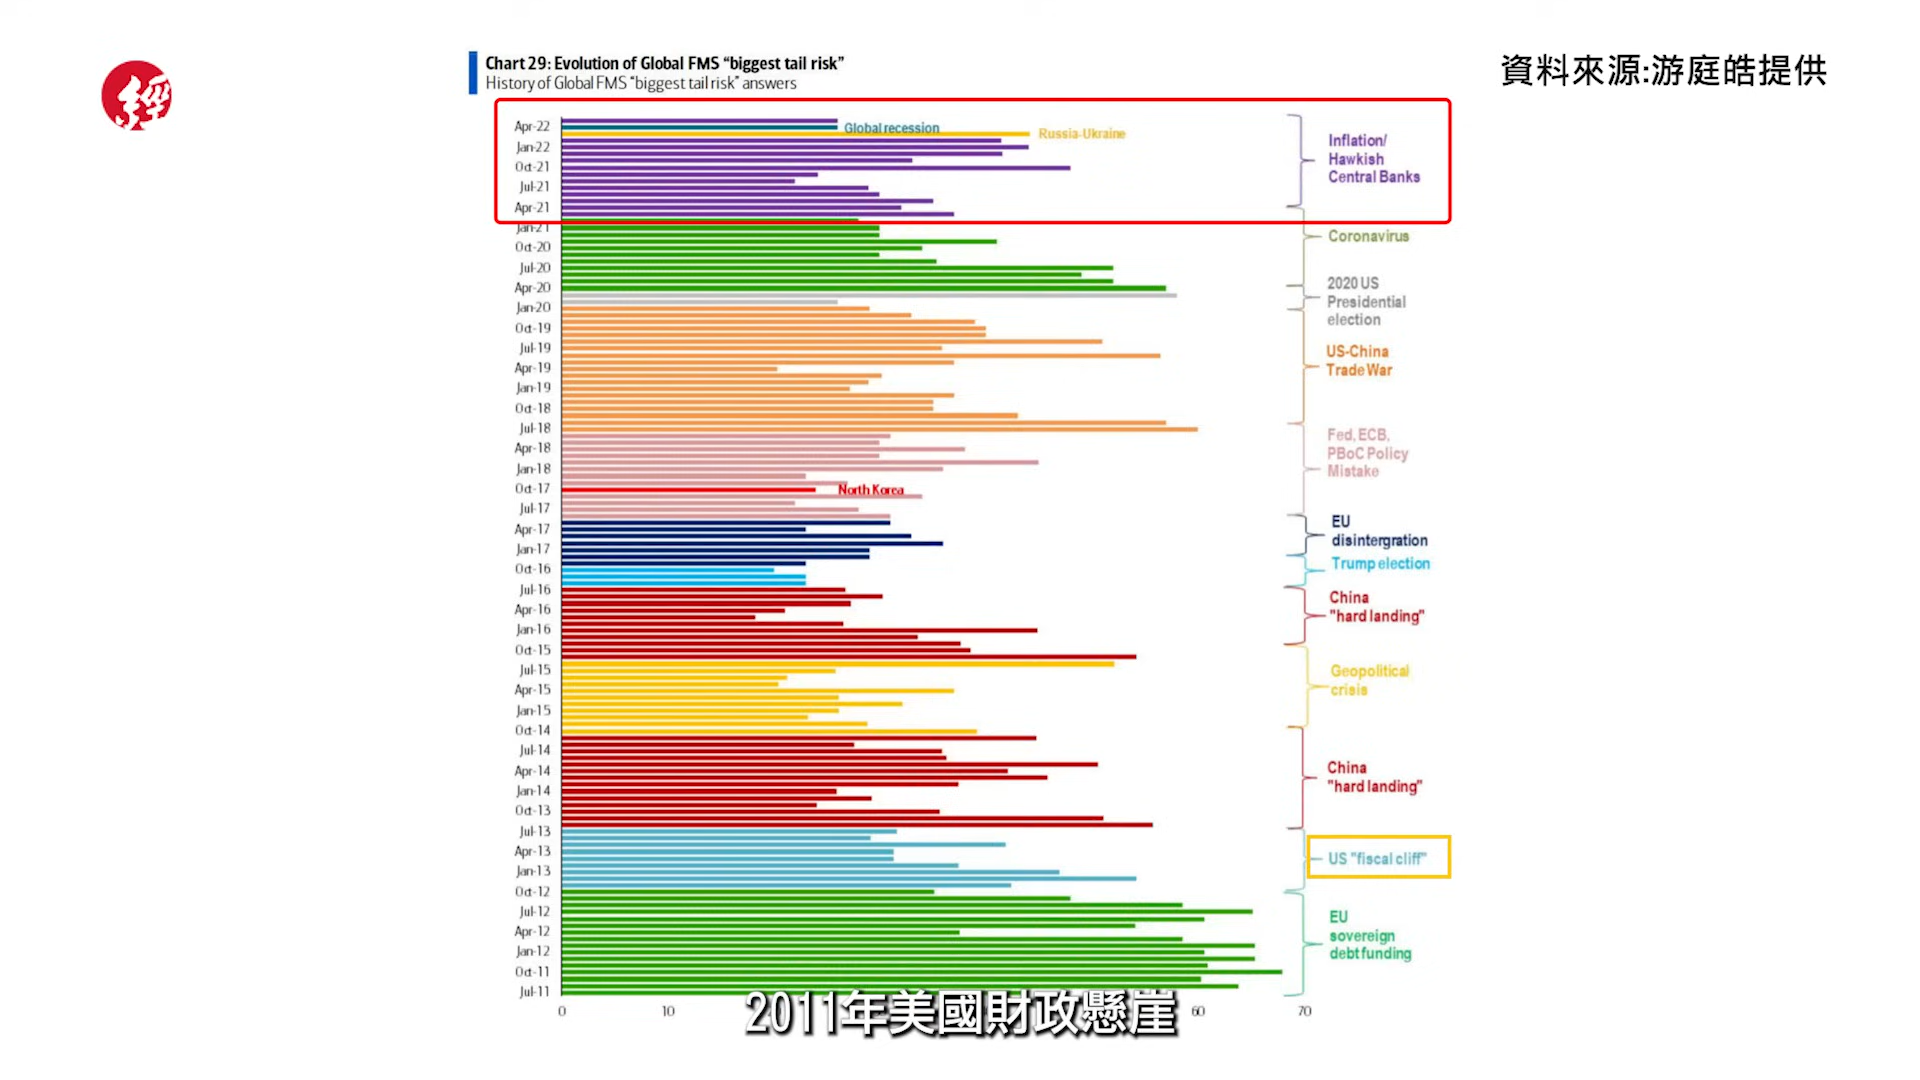 經
Chart 29: Evolution of Global FMS “biggest tail risk”
History of Global FMS “biggest tail risk” answers
資料來源:游庭皓提供
Apr-22
Jan-22
Oct-21
Jul-21
Apr-21
Jan-21
Oct-20
Jul-20
Apr-20
Jan-20
Oct-19
Jul-19
Apr-19
Jan-19
Oct-18
Jul-18
Apr-18
Jan-18
Oct-17
Jul-17
Apr-17
Jan-17
Oct-16
Jul-16
Apr-16
Jan-16
Oct-15
Jul-15
Apr-15
Jan-15
Oct-14
Jul-14
Apr-14
Jan-14
Oct-13
Jul-13
Apr-13
Jan-13
Oct-12
Jul-12
Apr-12
Jan-12
Oct-11
Jul-11
Global recession
Russia-Ukraine
North Korea
Inflation/
Hawkish
Central Banks
Coronavirus
2020 US
Presidential
election
US-China
Trade War
Fed, ECB,
PBoC Policy
Mistake
EU
disintergration
Trump election
China
"hard landing"
Geopolitical
crisis
China
"hard landing"
US "fiscal cliff"
EU
sovereign
debt funding
0
10
60
70
2011年美國財政懸崖